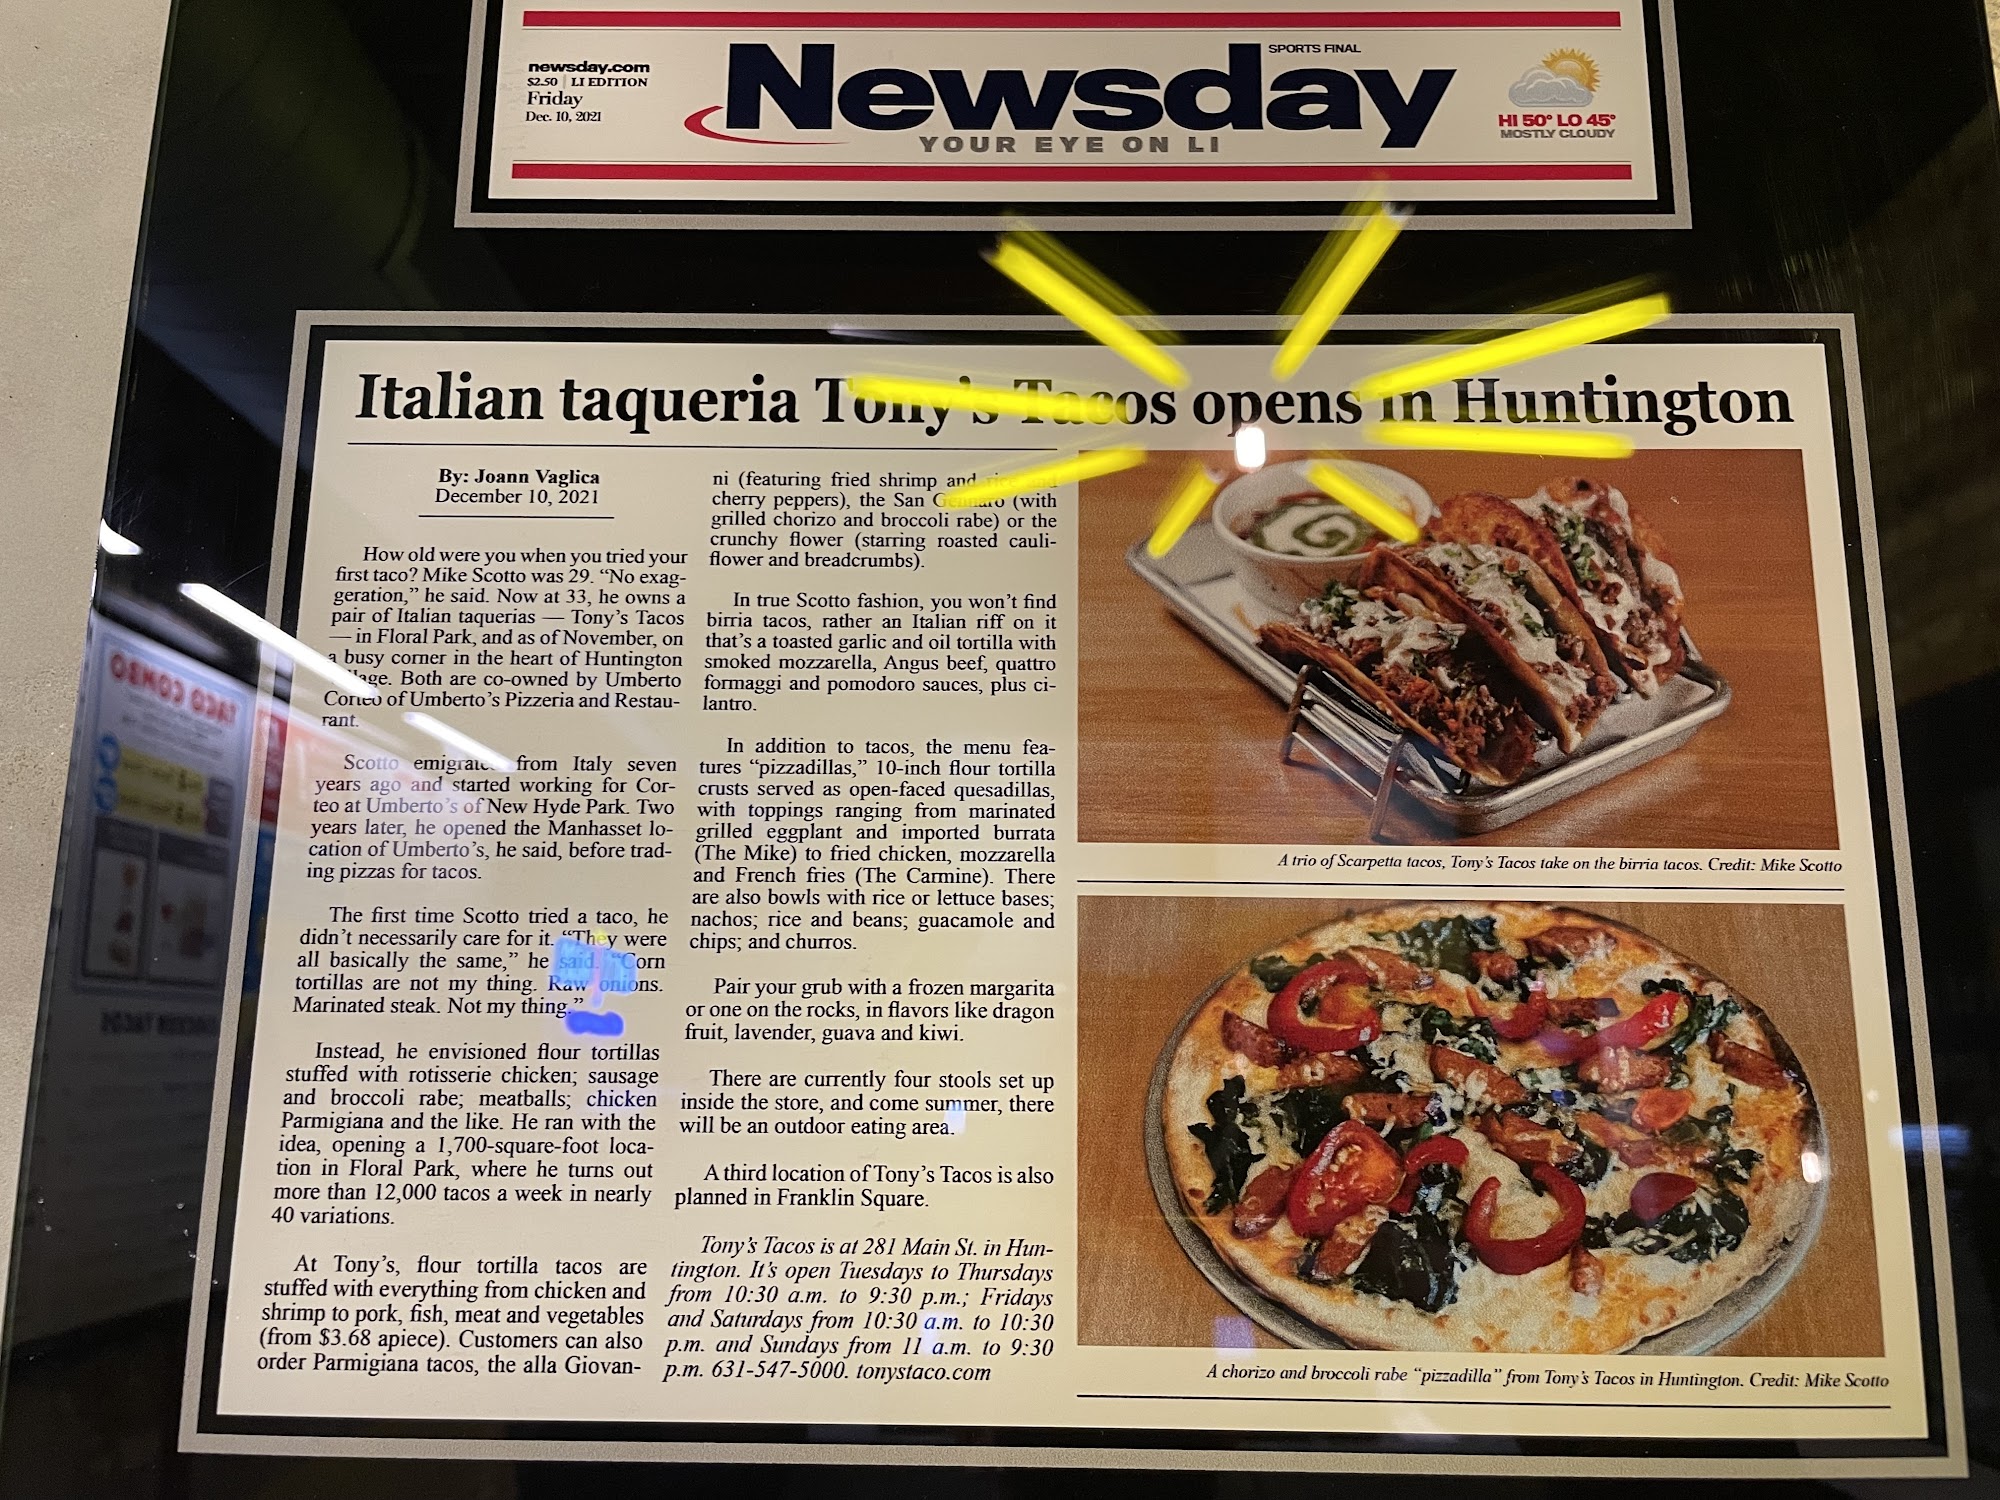 newsday.com
$2.50 | LI EDITION
Friday
Dec. 10, 2021
Newsday
SPORTS FINAL
YOUR EYE ON LI
HI 50° LO 45°
MOSTLY CLOUDY
Italian taqueria Tony's Tacos opens in Huntington
By: Joann Vaglica
December 10, 2021
How old were you when you tried your
first taco? Mike Scotto was 29. “No exag-
geration,” he said. Now at 33, he owns a
pair of Italian taquerias — Tony’s Tacos
— in Floral Park, and as of November, on
a busy corner in the heart of Huntington
Village. Both are co-owned by Umberto
Corteo of Umberto’s Pizzeria and Restau-
rant.
Scotto emigrated from Italy seven
years ago and started working for Cor-
teo at Umberto’s of New Hyde Park. Two
years later, he opened the Manhasset lo-
cation of Umberto’s, he said, before trad-
ing pizzas for tacos.
The first time Scotto tried a taco, he
didn’t necessarily care for it. “They were
all basically the same,” he said. “Corn
tortillas are not my thing. Raw onions.
Marinated steak. Not my thing.”
Instead, he envisioned flour tortillas
stuffed with rotisserie chicken; sausage
and broccoli rabe; meatballs; chicken
Parmigiana and the like. He ran with the
idea, opening a 1,700-square-foot loca-
tion in Floral Park, where he turns out
more than 12,000 tacos a week in nearly
40 variations.
At Tony’s, flour tortilla tacos are
stuffed with everything from chicken and
shrimp to pork, fish, meat and vegetables
(from $3.68 apiece). Customers can also
order Parmigiana tacos, the alla Giovan-
ni (featuring fried shrimp and rice and
cherry peppers), the San Gennaro (with
grilled chorizo and broccoli rabe) or the
crunchy flower (starring roasted cauli-
flower and breadcrumbs).
In true Scotto fashion, you won’t find
birria tacos, rather an Italian riff on it
that’s a toasted garlic and oil tortilla with
smoked mozzarella, Angus beef, quattro
formaggi and pomodoro sauces, plus ci-
lantro.
In addition to tacos, the menu fea-
tures “pizzadillas,” 10-inch flour tortilla
crusts served as open-faced quesadillas,
with toppings ranging from marinated
grilled eggplant and imported burrata
(The Mike) to fried chicken, mozzarella
and French fries (The Carmine). There
are also bowls with rice or lettuce bases;
nachos; rice and beans; guacamole and
chips; and churros.
Pair your grub with a frozen margarita
or one on the rocks, in flavors like dragon
fruit, lavender, guava and kiwi.
There are currently four stools set up
inside the store, and come summer, there
will be an outdoor eating area.
A third location of Tony’s Tacos is also
planned in Franklin Square.
Tony’s Tacos is at 281 Main St. in Hun-
tington. It’s open Tuesdays to Thursdays
from 10:30 a.m. to 9:30 p.m.; Fridays
and Saturdays from 10:30 a.m. to 10:30
p.m. and Sundays from 11 a.m. to 9:30
p.m. 631-547-5000. tonystaco.com
A trio of Scarpetta tacos, Tony’s Tacos take on the birria tacos. Credit: Mike Scotto
A chorizo and broccoli rabe “pizzadilla” from Tony’s Tacos in Huntington. Credit: Mike Scotto
TACO COMBO